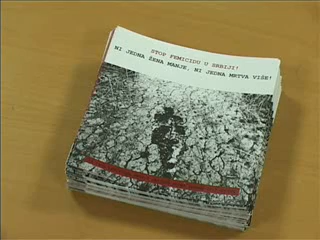 STOP FEMICIDU U SRBIJI!
NI JEDNA ŽENA MANJE, NI JEDNA MRTVA VIŠE!